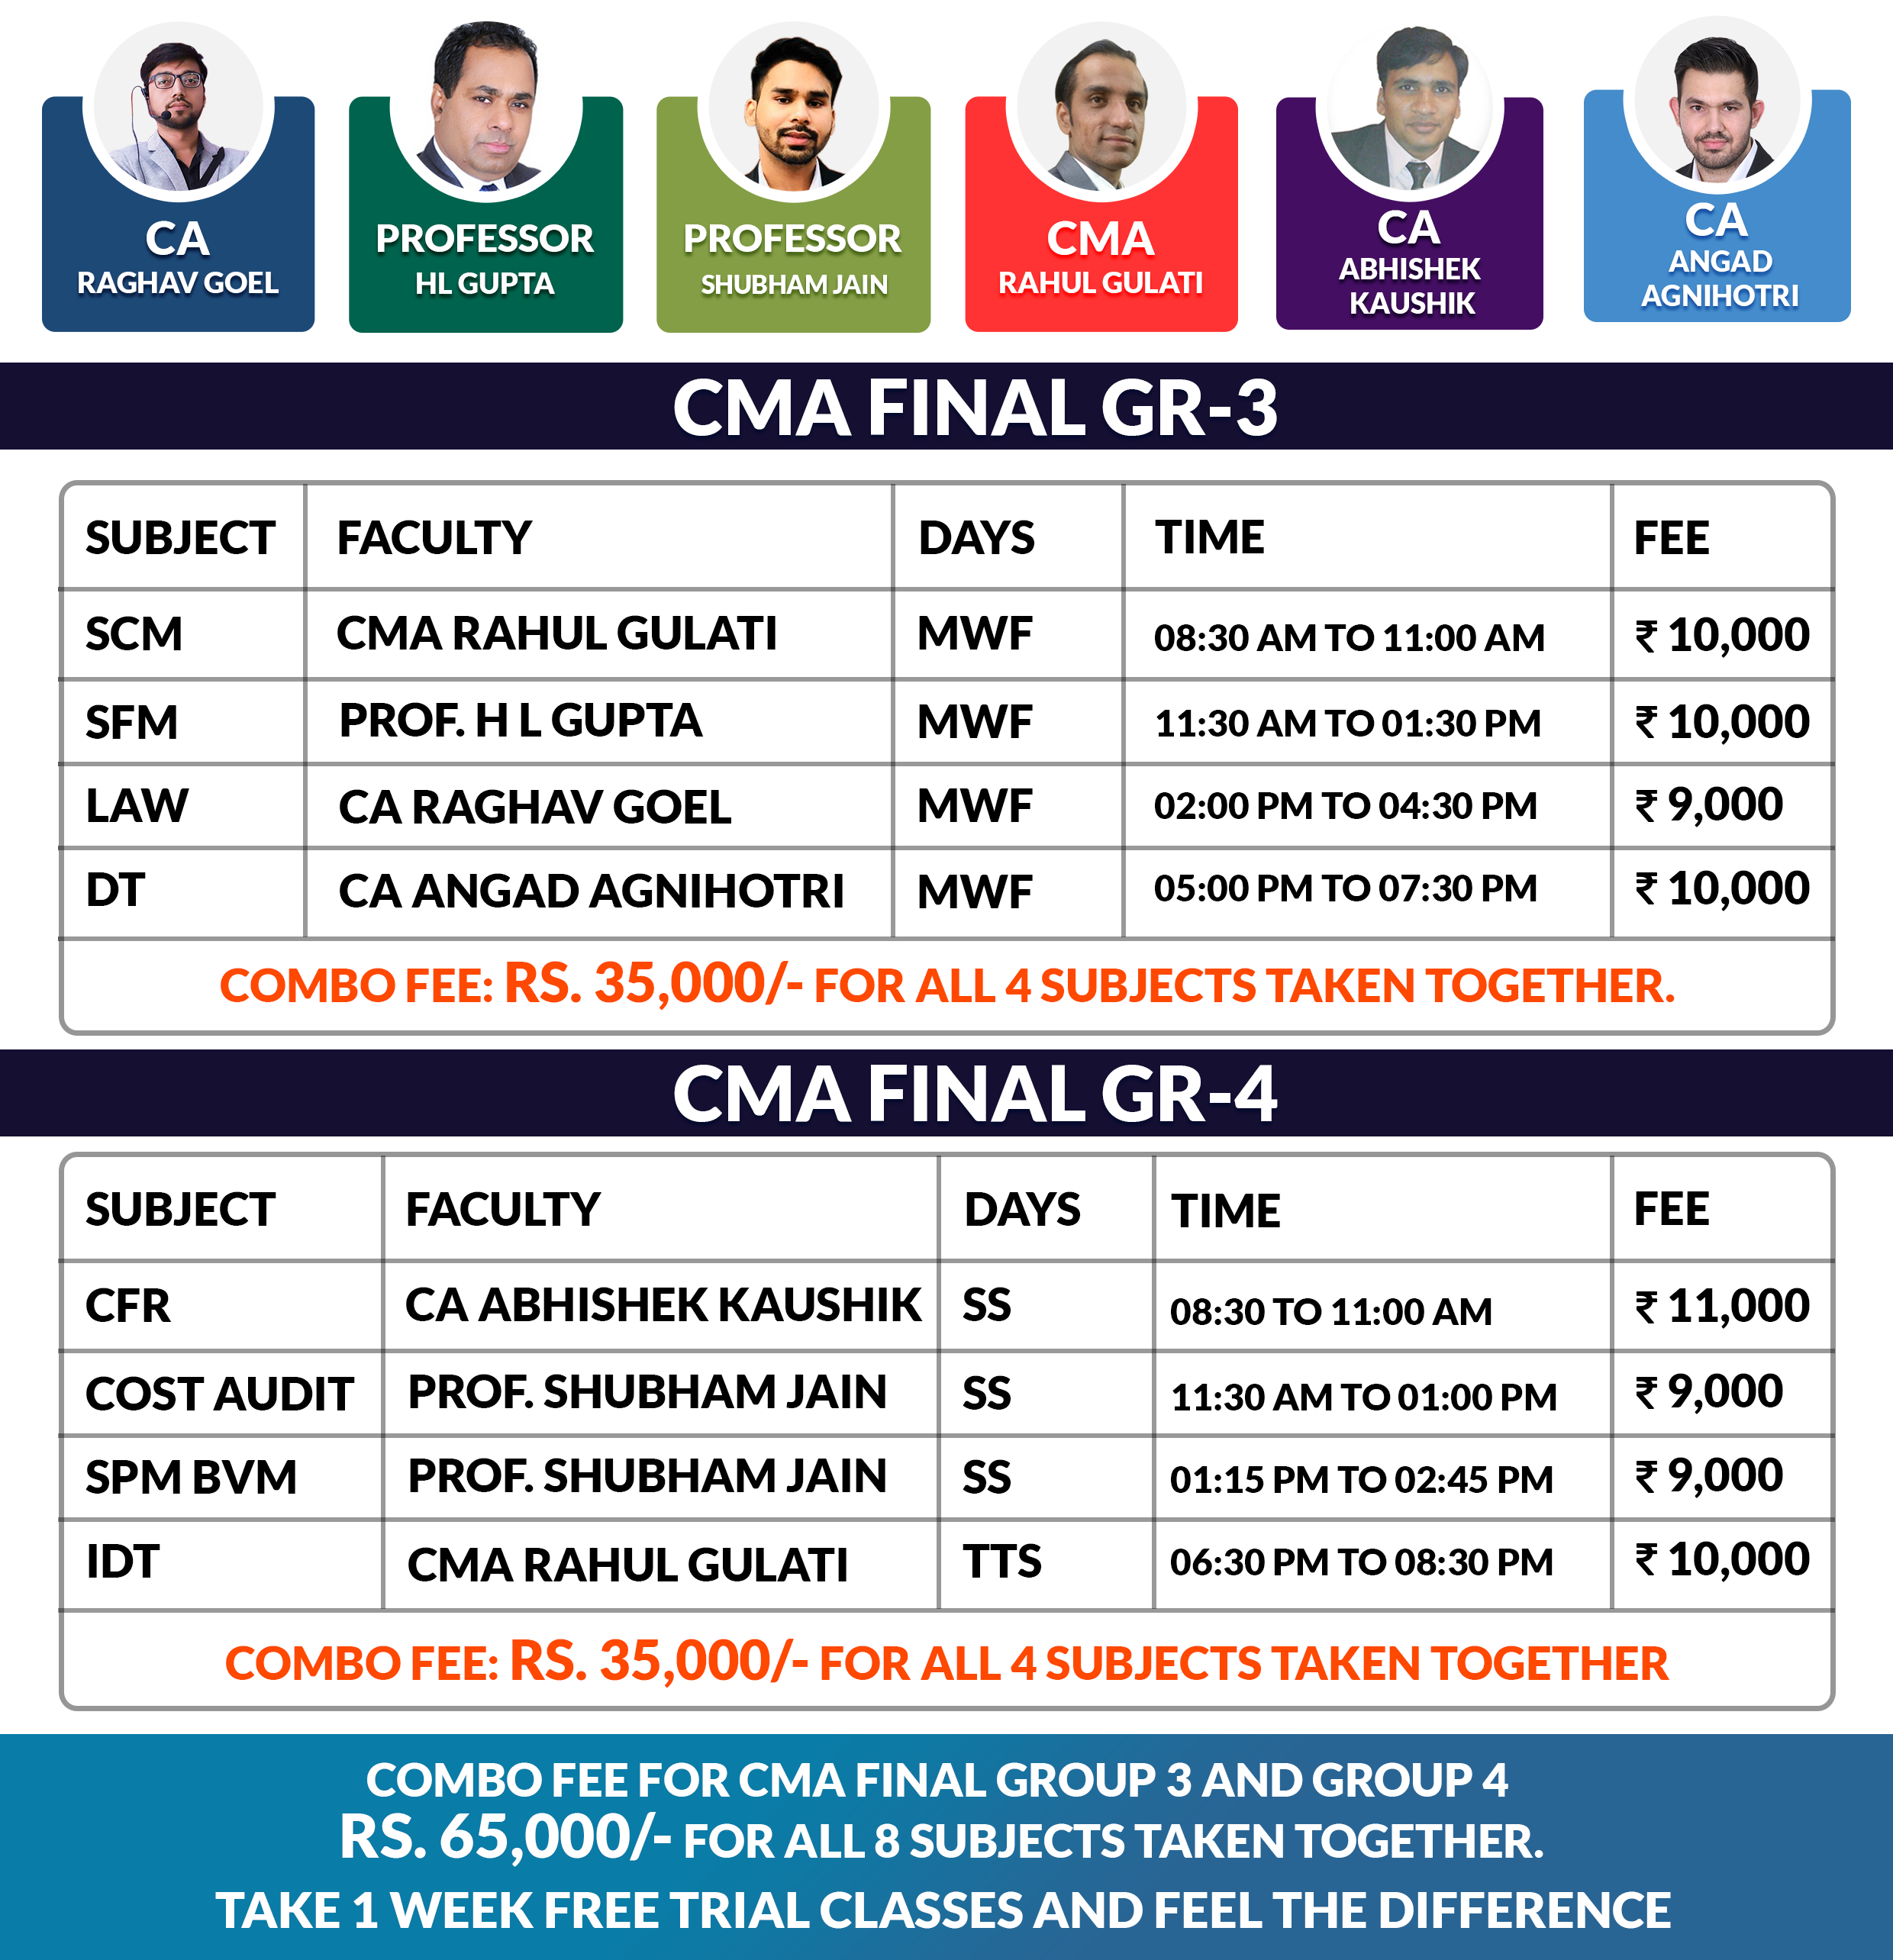 CA
RAGHAV GOEL
PROFESSOR
HL GUPTA
PROFESSOR
SHUBHAM JAIN
CMA
RAHUL GULATI
CA
ABHISHEK
KAUSHIK
CA
ANGAD
AGNIHOTRI
CMA FINAL GR-3
SUBJECT FACULTY DAYS TIME FEE
SCM CMA RAHUL GULATI MWF 08:30 AM TO 11:00 AM ₹ 10,000
SFM PROF. H L GUPTA MWF 11:30 AM TO 01:30 PM ₹ 10,000
LAW CA RAGHAV GOEL MWF 02:00 PM TO 04:30 PM ₹ 9,000
DT CA ANGAD AGNIHOTRI MWF 05:00 PM TO 07:30 PM ₹ 10,000
COMBO FEE: RS. 35,000/- FOR ALL 4 SUBJECTS TAKEN TOGETHER.
CMA FINAL GR-4
SUBJECT FACULTY DAYS TIME FEE
CFR CA ABHISHEK KAUSHIK SS 08:30 TO 11:00 AM ₹ 11,000
COST AUDIT PROF. SHUBHAM JAIN SS 11:30 AM TO 01:00 PM ₹ 9,000
SPM BVM PROF. SHUBHAM JAIN SS 01:15 PM TO 02:45 PM ₹ 9,000
IDT CMA RAHUL GULATI TTS 06:30 PM TO 08:30 PM ₹ 10,000
COMBO FEE: RS. 35,000/- FOR ALL 4 SUBJECTS TAKEN TOGETHER
COMBO FEE FOR CMA FINAL GROUP 3 AND GROUP 4
RS. 65,000/- FOR ALL 8 SUBJECTS TAKEN TOGETHER.
TAKE 1 WEEK FREE TRIAL CLASSES AND FEEL THE DIFFERENCE